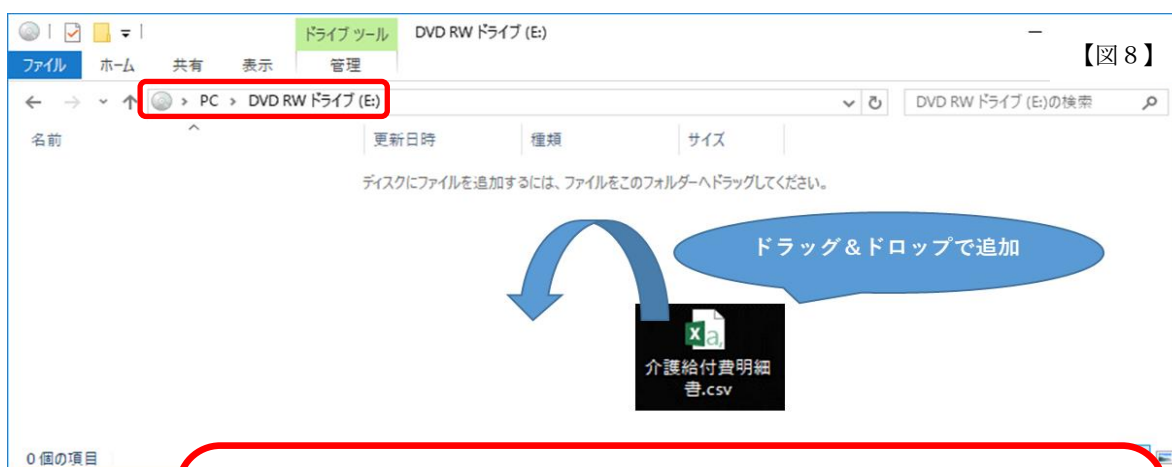 ドライブ ツール DVD RW ドライブ (E:)
【図８】
ファイル ホーム 共有 表示 管理
PC › DVD RW ドライブ (E:)
DVD RW ドライブ (E:)の検索
名前 更新日時 種類 サイズ
ディスクにファイルを追加するには、ファイルをこのフォルダーへドラッグしてください。
ドラッグ＆ドロップで追加
X a,
介護給付費明細
書.csv
0 個の項目